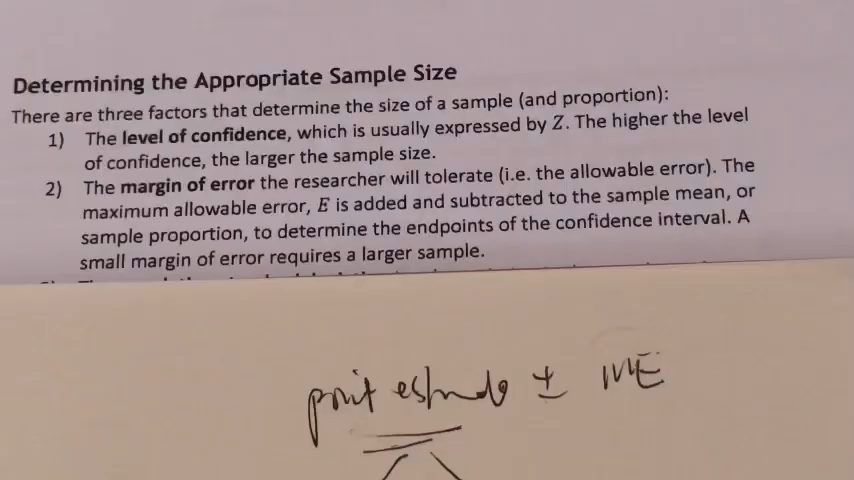 Determining the Appropriate Sample Size
There are three factors that determine the size of a sample (and proportion):
1) The level of confidence, which is usually expressed by Z. The higher the level
of confidence, the larger the sample size.
2) The margin of error the researcher will tolerate (i.e. the allowable error). The
maximum allowable error, E is added and subtracted to the sample mean, or
sample proportion, to determine the endpoints of the confidence interval. A
small margin of error requires a larger sample.
point estimate ± ME